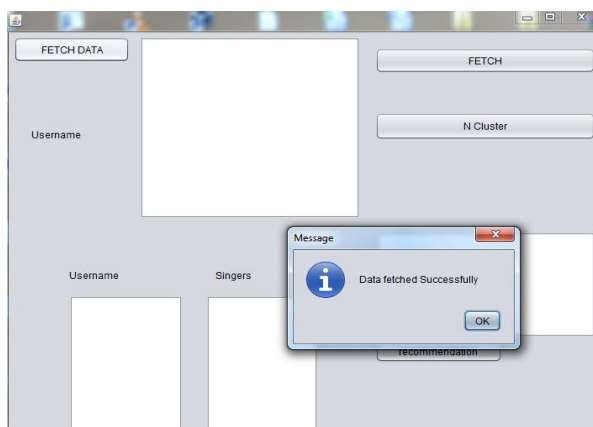 FETCH DATA
FETCH
N Cluster
Username
Message
Data fetched Successfully
OK
Username
Singers
recommendation